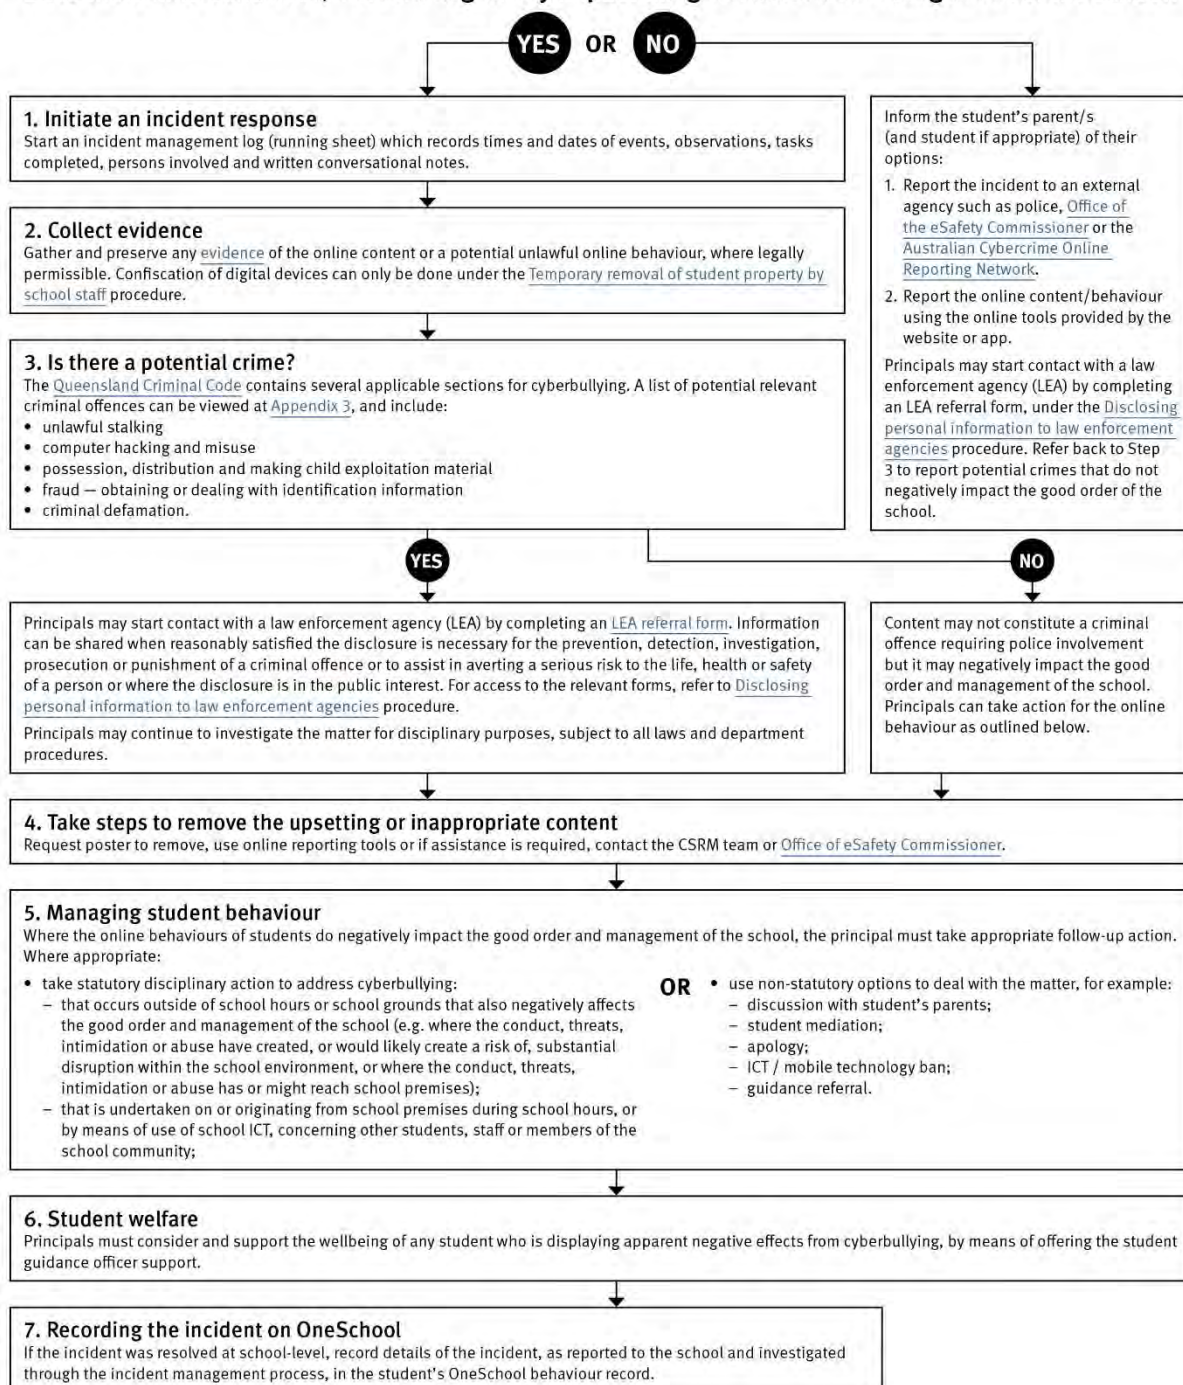 YES OR NO
1. Initiate an incident response
Start an incident management log (running sheet) which records times and dates of events, observations, tasks
completed, persons involved and written conversational notes.
2. Collect evidence
Gather and preserve any evidence of the online content or a potential unlawful online behaviour, where legally
permissible. Confiscation of digital devices can only be done under the Temporary removal of student property by
school staff procedure.
3. Is there a potential crime?
The Queensland Criminal Code contains several applicable sections for cyberbullying. A list of potential relevant
criminal offences can be viewed at Appendix 3, and include:
• unlawful stalking
• computer hacking and misuse
• possession, distribution and making child exploitation material
• fraud — obtaining or dealing with identification information
• criminal defamation.
Inform the student's parent/s
(and student if appropriate) of their
options:
1. Report the incident to an external
agency such as police, Office of
the eSafety Commissioner or the
Australian Cybercrime Online
Reporting Network.
2. Report the online content/behaviour
using the online tools provided by the
website or app.
Principals may start contact with a law
enforcement agency (LEA) by completing
an LEA referral form, under the Disclosing
personal information to law enforcement
agencies procedure. Refer back to Step
3 to report potential crimes that do not
negatively impact the good order of the
school.
YES
NO
Principals may start contact with a law enforcement agency (LEA) by completing an LEA referral form. Information
can be shared when reasonably satisfied the disclosure is necessary for the prevention, detection, investigation,
prosecution or punishment of a criminal offence or to assist in averting a serious risk to the life, health or safety
of a person or where the disclosure is in the public interest. For access to the relevant forms, refer to Disclosing
personal information to law enforcement agencies procedure.
Principals may continue to investigate the matter for disciplinary purposes, subject to all laws and department
procedures.
Content may not constitute a criminal
offence requiring police involvement
but it may negatively impact the good
order and management of the school.
Principals can take action for the online
behaviour as outlined below.
4. Take steps to remove the upsetting or inappropriate content
Request poster to remove, use online reporting tools or if assistance is required, contact the CSRM team or Office of eSafety Commissioner.
5. Managing student behaviour
Where the online behaviours of students do negatively impact the good order and management of the school, the principal must take appropriate follow-up action.
Where appropriate:
• take statutory disciplinary action to address cyberbullying:
– that occurs outside of school hours or school grounds that also negatively affects
the good order and management of the school (e.g. where the conduct, threats,
intimidation or abuse have created, or would likely create a risk of, substantial
disruption within the school environment, or where the conduct, threats,
intimidation or abuse has or might reach school premises);
– that is undertaken on or originating from school premises during school hours, or
by means of use of school ICT, concerning other students, staff or members of the
school community;
OR
• use non-statutory options to deal with the matter, for example:
– discussion with student's parents;
– student mediation;
– apology;
– ICT / mobile technology ban;
– guidance referral.
6. Student welfare
Principals must consider and support the wellbeing of any student who is displaying apparent negative effects from cyberbullying, by means of offering the student
guidance officer support.
7. Recording the incident on OneSchool
If the incident was resolved at school-level, record details of the incident, as reported to the school and investigated
through the incident management process, in the student's OneSchool behaviour record.